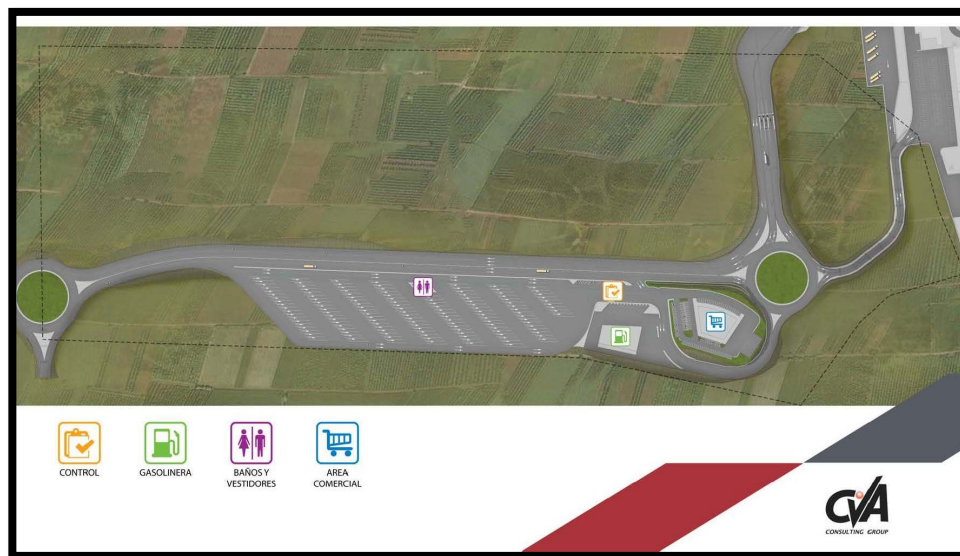 CONTROL
GASOLINERA
BAÑOS Y
VESTIDORES
AREA
COMERCIAL
CVA
CONSULTING GROUP